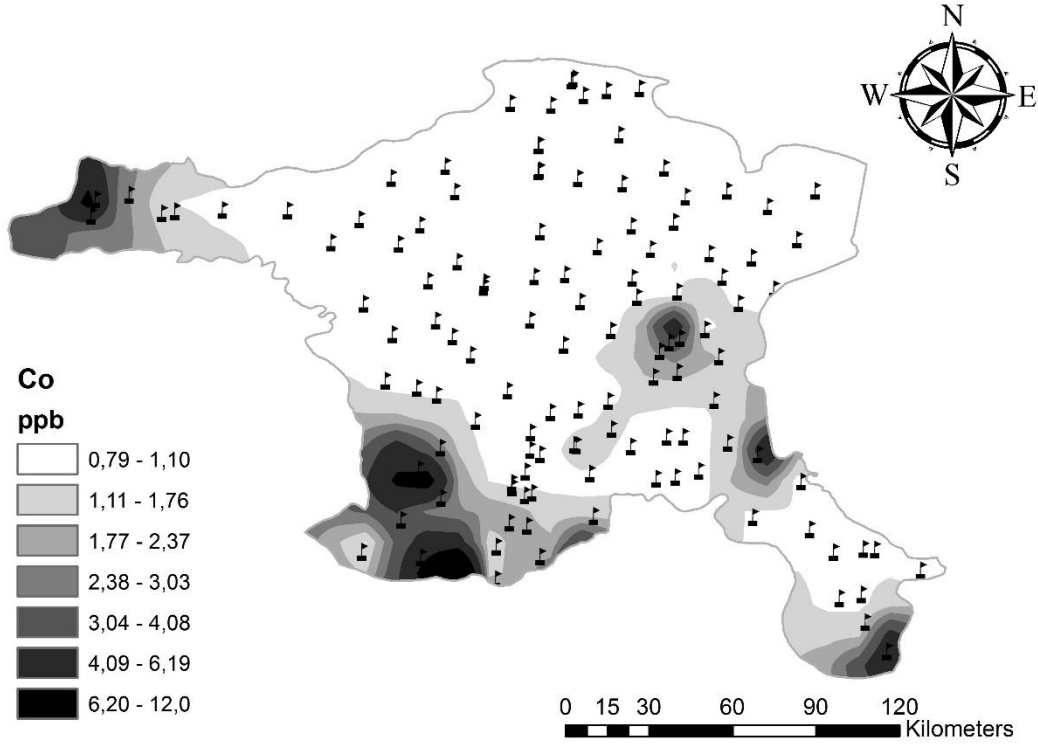 N
W E
S
Co
ppb
0,79 - 1,10
1,11 - 1,76
1,77 - 2,37
2,38 - 3,03
3,04 - 4,08
4,09 - 6,19
6,20 - 12,0
0 15 30 60 90 120
Kilometers